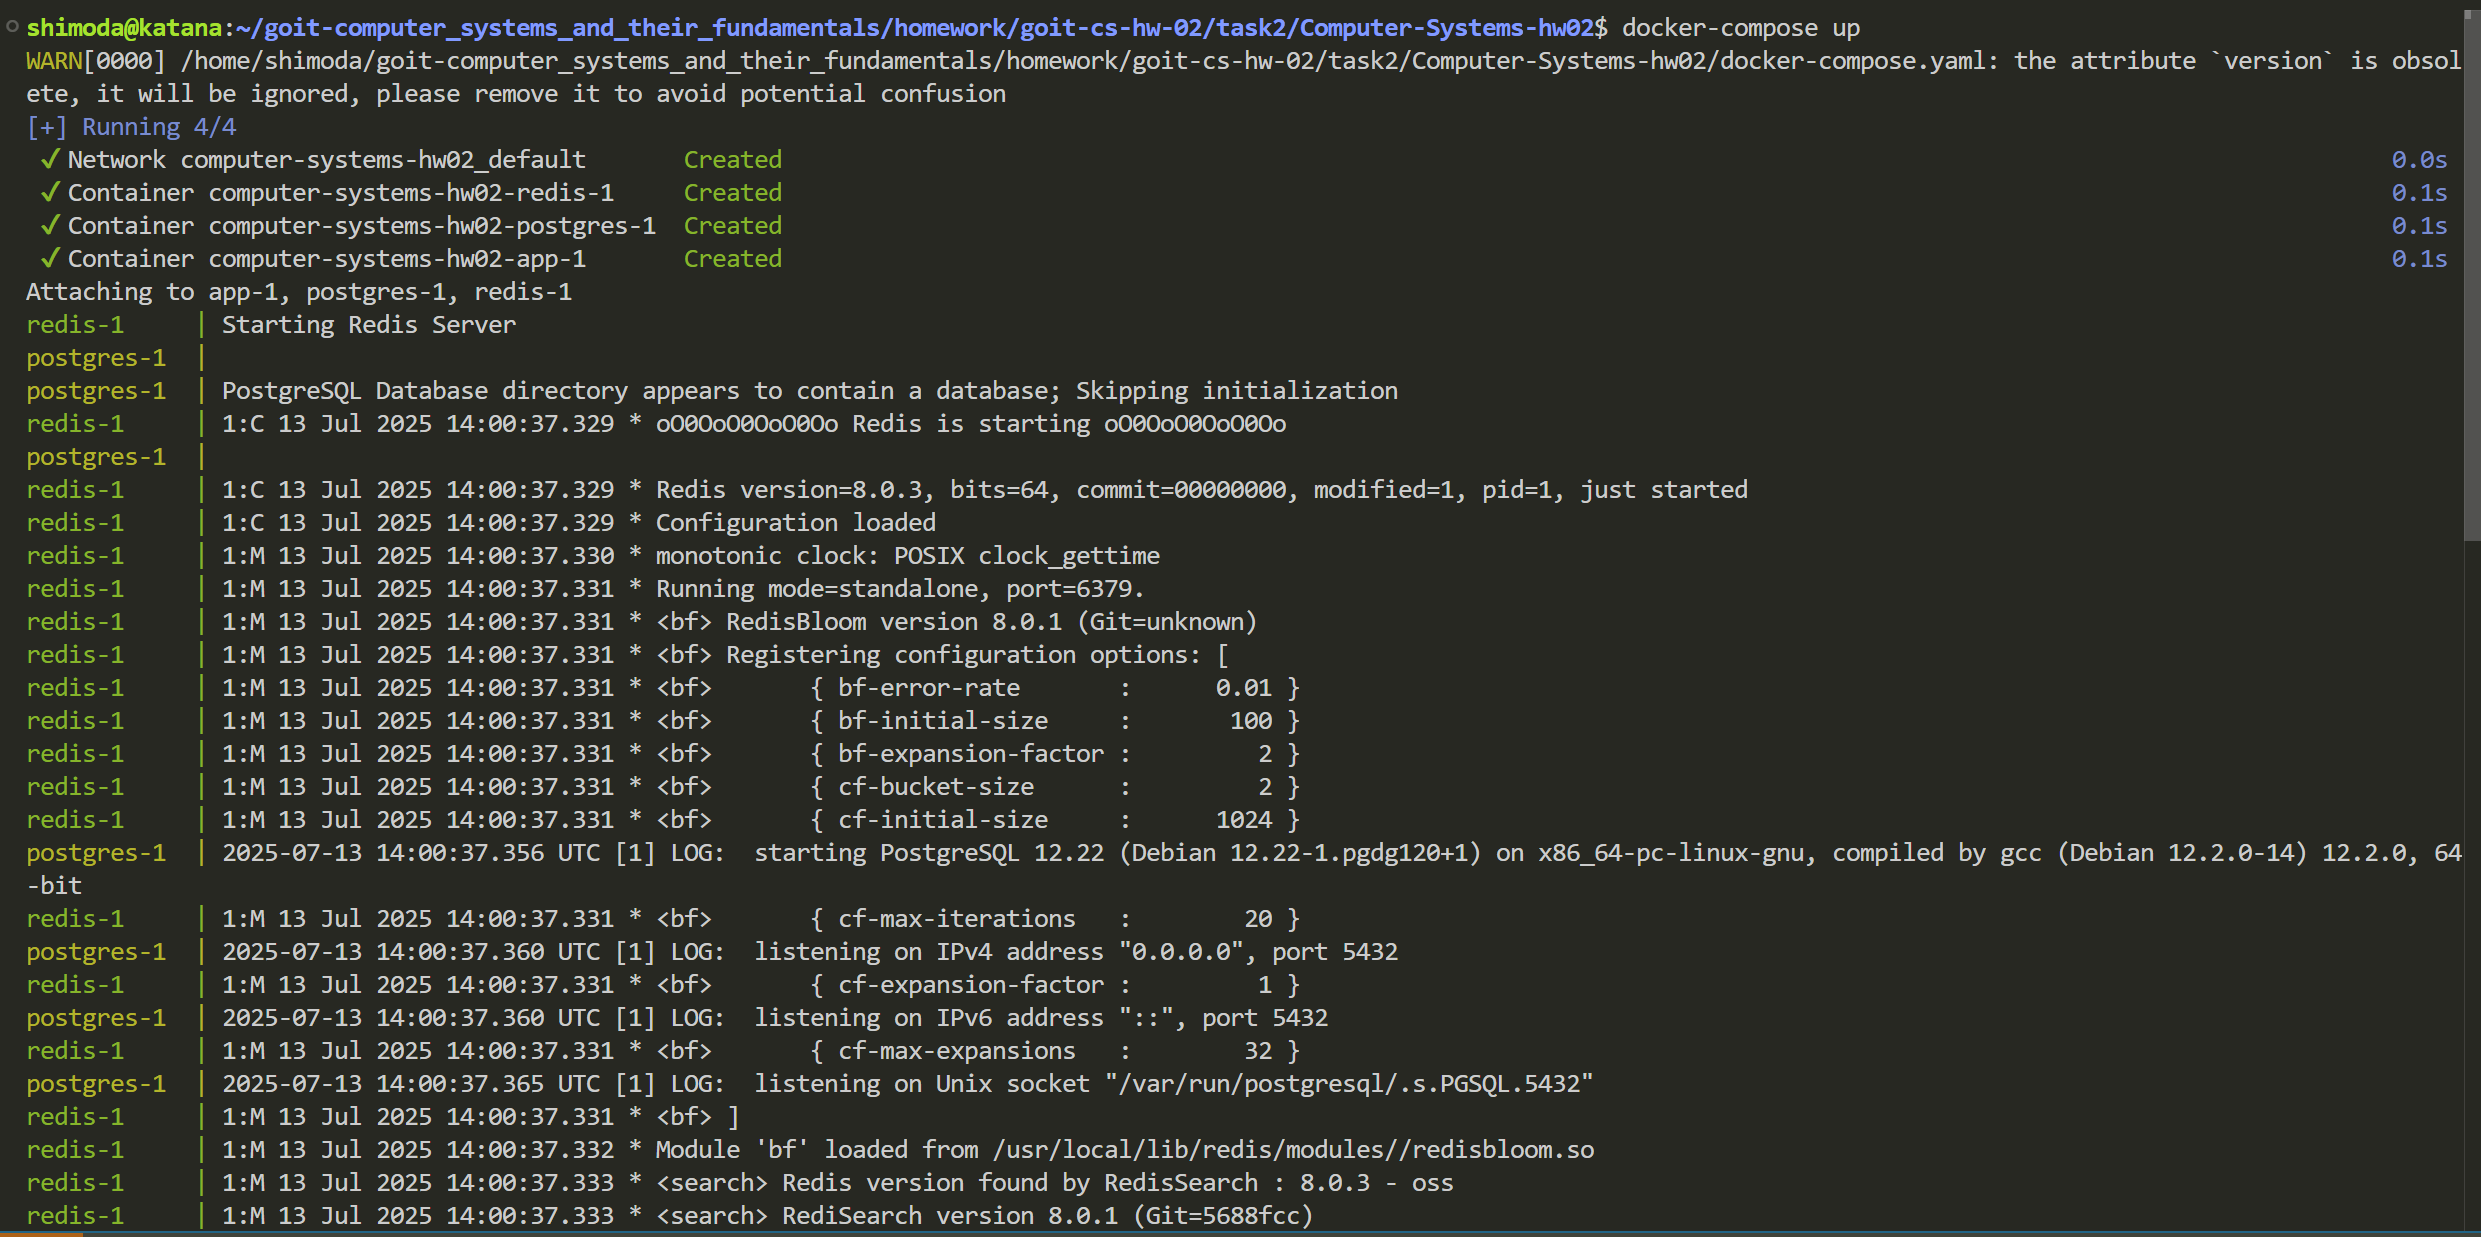 shimoda@katana:~/goit-computer_systems_and_their_fundamentals/homework/goit-cs-hw-02/task2/Computer-Systems-hw02$ docker-compose up
WARN[0000] /home/shimoda/goit-computer_systems_and_their_fundamentals/homework/goit-cs-hw-02/task2/Computer-Systems-hw02/docker-compose.yaml: the attribute `version` is obsol
ete, it will be ignored, please remove it to avoid potential confusion
[+] Running 4/4
 ✓ Network computer-systems-hw02_default       Created 0.0s
 ✓ Container computer-systems-hw02-redis-1     Created 0.1s
 ✓ Container computer-systems-hw02-postgres-1  Created 0.1s
 ✓ Container computer-systems-hw02-app-1       Created 0.1s
Attaching to app-1, postgres-1, redis-1
redis-1     | Starting Redis Server
postgres-1  |
postgres-1  | PostgreSQL Database directory appears to contain a database; Skipping initialization
redis-1     | 1:C 13 Jul 2025 14:00:37.329 * oO0OoO0OoO0Oo Redis is starting oO0OoO0OoO0Oo
postgres-1  |
redis-1     | 1:C 13 Jul 2025 14:00:37.329 * Redis version=8.0.3, bits=64, commit=00000000, modified=1, pid=1, just started
redis-1     | 1:C 13 Jul 2025 14:00:37.329 * Configuration loaded
redis-1     | 1:M 13 Jul 2025 14:00:37.330 * monotonic clock: POSIX clock_gettime
redis-1     | 1:M 13 Jul 2025 14:00:37.331 * Running mode=standalone, port=6379.
redis-1     | 1:M 13 Jul 2025 14:00:37.331 * <bf> RedisBloom version 8.0.1 (Git=unknown)
redis-1     | 1:M 13 Jul 2025 14:00:37.331 * <bf> Registering configuration options: [
redis-1     | 1:M 13 Jul 2025 14:00:37.331 * <bf>       { bf-error-rate       :      0.01 }
redis-1     | 1:M 13 Jul 2025 14:00:37.331 * <bf>       { bf-initial-size     :       100 }
redis-1     | 1:M 13 Jul 2025 14:00:37.331 * <bf>       { bf-expansion-factor :         2 }
redis-1     | 1:M 13 Jul 2025 14:00:37.331 * <bf>       { cf-bucket-size      :         2 }
redis-1     | 1:M 13 Jul 2025 14:00:37.331 * <bf>       { cf-initial-size     :      1024 }
postgres-1  | 2025-07-13 14:00:37.356 UTC [1] LOG:  starting PostgreSQL 12.22 (Debian 12.22-1.pgdg120+1) on x86_64-pc-linux-gnu, compiled by gcc (Debian 12.2.0-14) 12.2.0, 64
-bit
redis-1     | 1:M 13 Jul 2025 14:00:37.331 * <bf>       { cf-max-iterations   :        20 }
postgres-1  | 2025-07-13 14:00:37.360 UTC [1] LOG:  listening on IPv4 address "0.0.0.0", port 5432
redis-1     | 1:M 13 Jul 2025 14:00:37.331 * <bf>       { cf-expansion-factor :         1 }
postgres-1  | 2025-07-13 14:00:37.360 UTC [1] LOG:  listening on IPv6 address "::", port 5432
redis-1     | 1:M 13 Jul 2025 14:00:37.331 * <bf>       { cf-max-expansions   :        32 }
postgres-1  | 2025-07-13 14:00:37.365 UTC [1] LOG:  listening on Unix socket "/var/run/postgresql/.s.PGSQL.5432"
redis-1     | 1:M 13 Jul 2025 14:00:37.331 * <bf> ]
redis-1     | 1:M 13 Jul 2025 14:00:37.332 * Module 'bf' loaded from /usr/local/lib/redis/modules//redisbloom.so
redis-1     | 1:M 13 Jul 2025 14:00:37.333 * <search> Redis version found by RedisSearch : 8.0.3 - oss
redis-1     | 1:M 13 Jul 2025 14:00:37.333 * <search> RediSearch version 8.0.1 (Git=5688fcc)